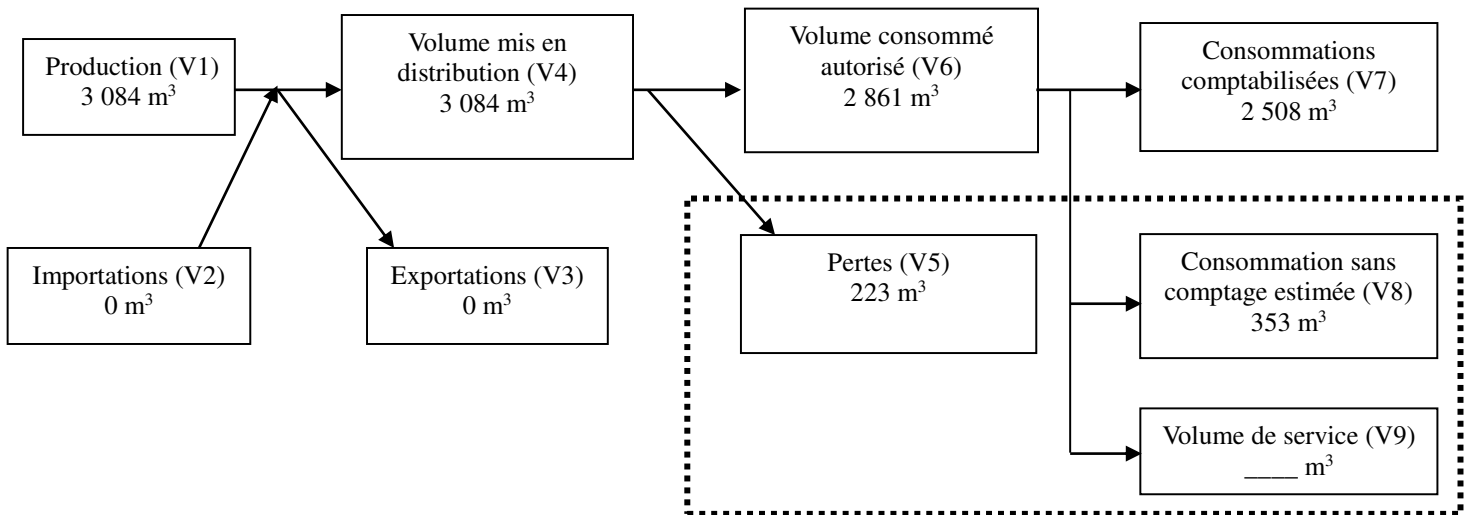 Production (V1)
3 084 m³
Volume mis en
distribution (V4)
3 084 m³
Volume consommé
autorisé (V6)
2 861 m³
Consommations
comptabilisées (V7)
2 508 m³
Importations (V2)
0 m³
Exportations (V3)
0 m³
Pertes (V5)
223 m³
Consommation sans
comptage estimée (V8)
353 m³
Volume de service (V9)
____ m³